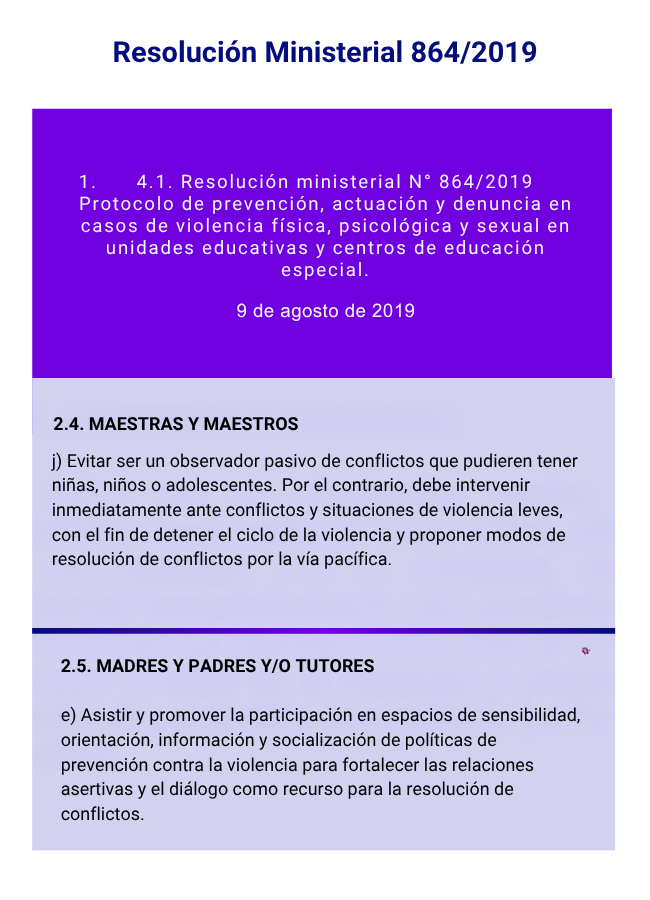 Resolución Ministerial 864/2019
1. 4.1. Resolución ministerial N° 864/2019
Protocolo de prevención, actuación y denuncia en
casos de violencia física, psicológica y sexual en
unidades educativas y centros de educación
especial.
9 de agosto de 2019
2.4. MAESTRAS Y MAESTROS
j) Evitar ser un observador pasivo de conflictos que pudieren tener
niñas, niños o adolescentes. Por el contrario, debe intervenir
inmediatamente ante conflictos y situaciones de violencia leves,
con el fin de detener el ciclo de la violencia y proponer modos de
resolución de conflictos por la vía pacífica.
2.5. MADRES Y PADRES Y/O TUTORES
e) Asistir y promover la participación en espacios de sensibilidad,
orientación, información y socialización de políticas de
prevención contra la violencia para fortalecer las relaciones
asertivas y el diálogo como recurso para la resolución de
conflictos.